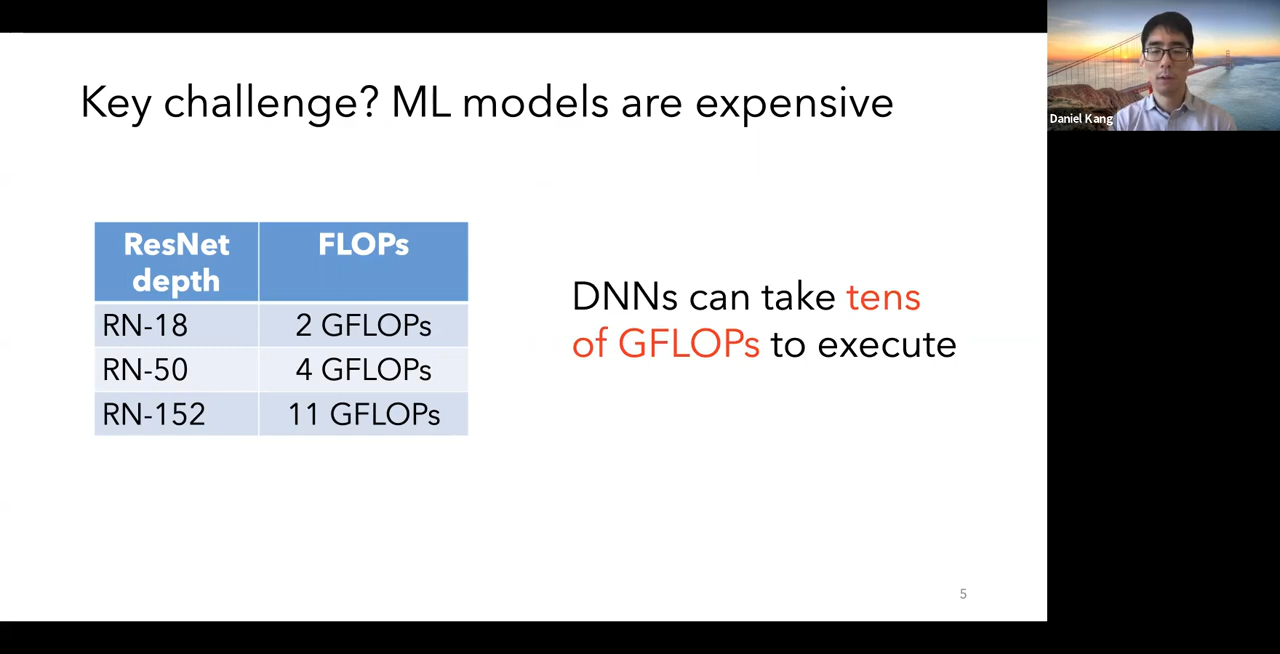 Key challenge? ML models are expensive
Daniel Kang
ResNet depth FLOPs
RN-18 2 GFLOPs
RN-50 4 GFLOPs
RN-152 11 GFLOPs
DNNs can take tens
of GFLOPs to execute
5